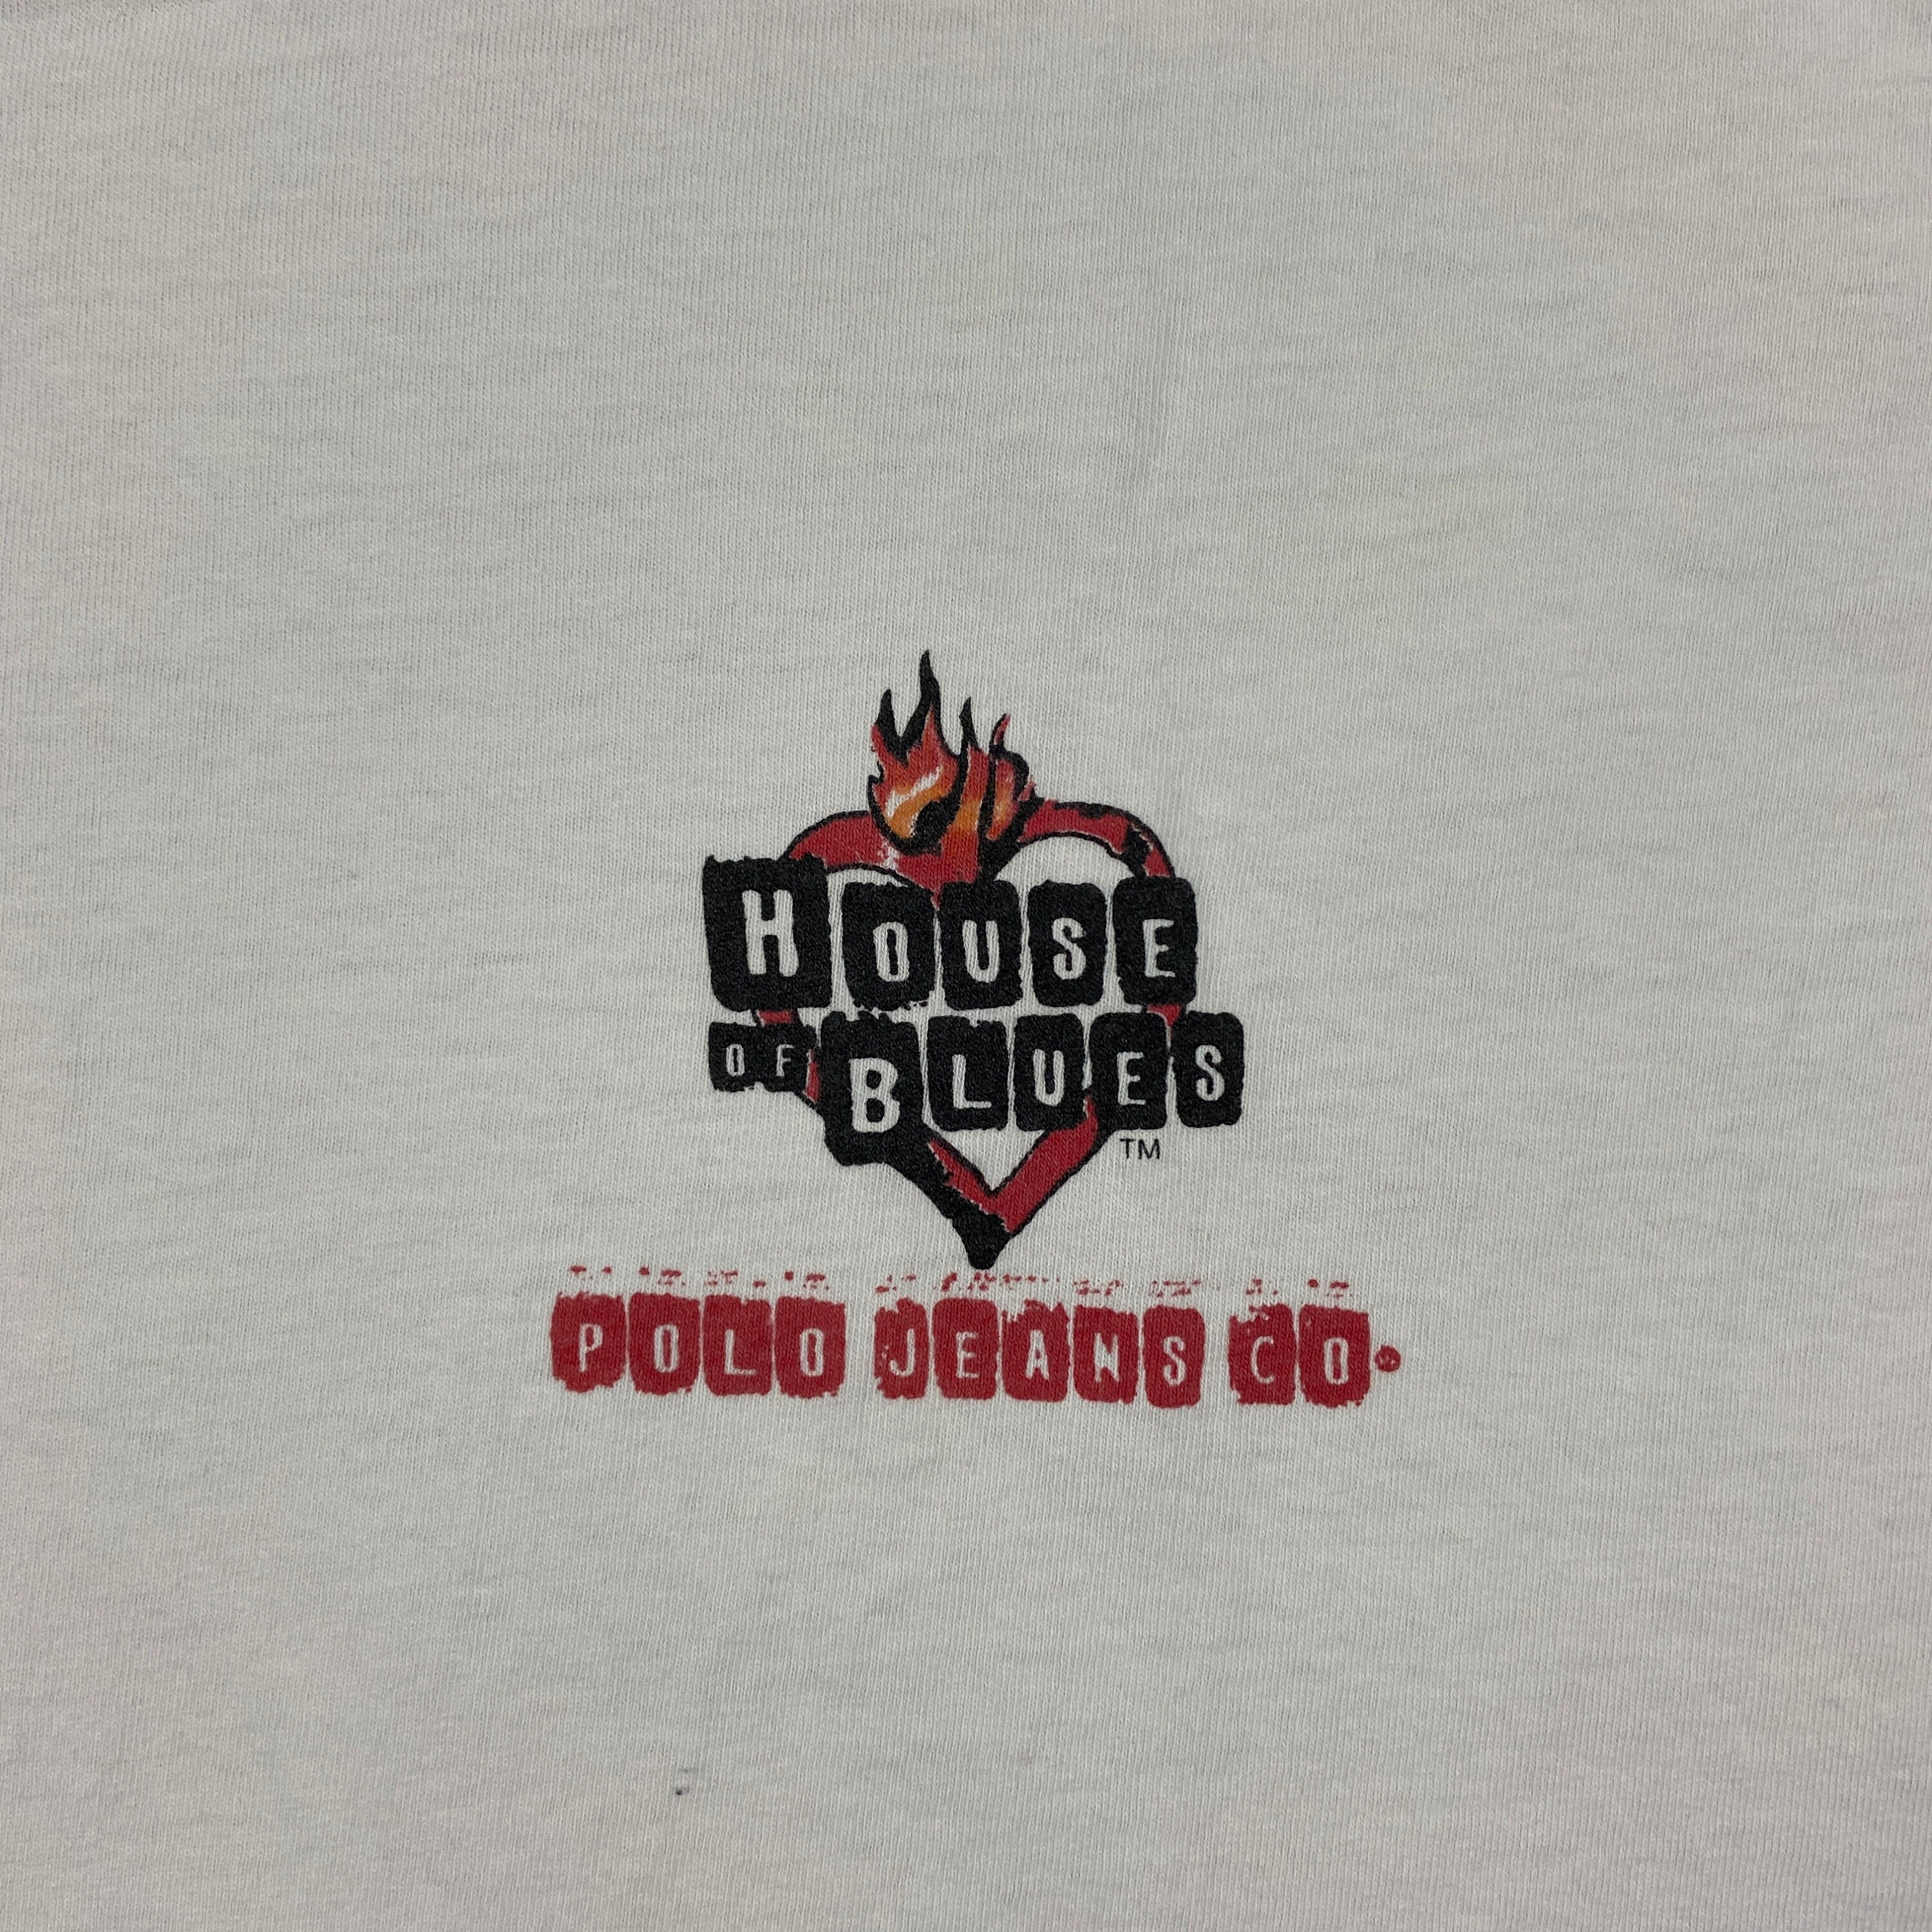 HOUSE
OF BLUES
TM
POLO JEANS CO.